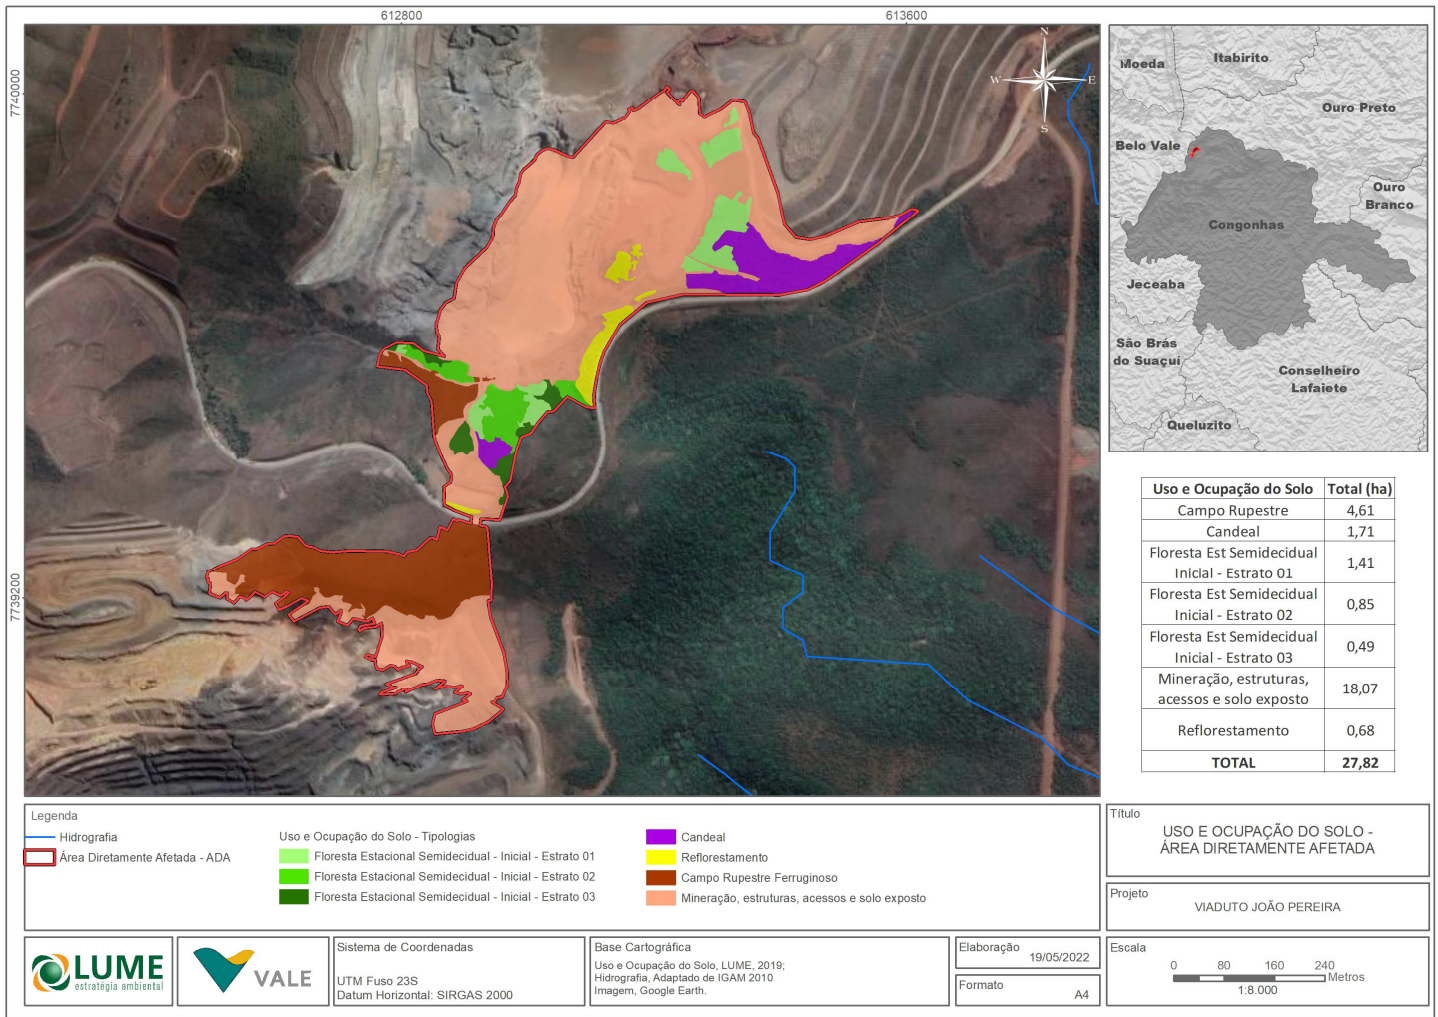 612800
613600
7740000
7739200
N
W
E
S
Moeda
Itabirito
Ouro Preto
Belo Vale
Ouro
Branco
Congonhas
Jeceaba
São Brás
do Suaçuí
Conselheiro
Lafaiete
Queluzito
Uso e Ocupação do Solo Total (ha)
Campo Rupestre 4,61
Candeal 1,71
Floresta Est Semidecidual
Inicial - Estrato 01 1,41
Floresta Est Semidecidual
Inicial - Estrato 02 0,85
Floresta Est Semidecidual
Inicial - Estrato 03 0,49
Mineração, estruturas,
acessos e solo exposto 18,07
Reflorestamento 0,68
TOTAL 27,82
Legenda
Hidrografia
Área Diretamente Afetada - ADA
Uso e Ocupação do Solo - Tipologias
Floresta Estacional Semidecidual - Inicial - Estrato 01
Floresta Estacional Semidecidual - Inicial - Estrato 02
Floresta Estacional Semidecidual - Inicial - Estrato 03
Candeal
Reflorestamento
Campo Rupestre Ferruginoso
Mineração, estruturas, acessos e solo exposto
Título
USO E OCUPAÇÃO DO SOLO -
ÁREA DIRETAMENTE AFETADA
Projeto
VIADUTO JOÃO PEREIRA
LUME
estratégia ambiental
VALE
Sistema de Coordenadas
UTM Fuso 23S
Datum Horizontal: SIRGAS 2000
Base Cartográfica
Uso e Ocupação do Solo, LUME, 2019;
Hidrografia, Adaptado de IGAM 2010
Imagem, Google Earth.
Elaboração
19/05/2022
Formato
A4
Escala
0 80 160 240
Metros
1:8.000